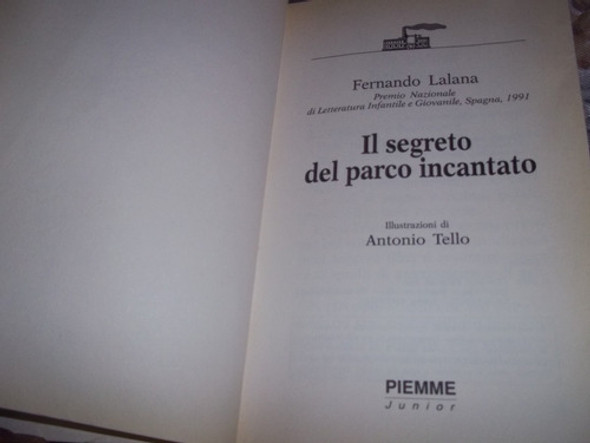 Fernando Lalana
Premio Nazionale
di Letteratura Infantile e Giovanile, Spagna, 1991
Il segreto
del parco incantato
Illustrazioni di
Antonio Tello
PIEMME
Junior